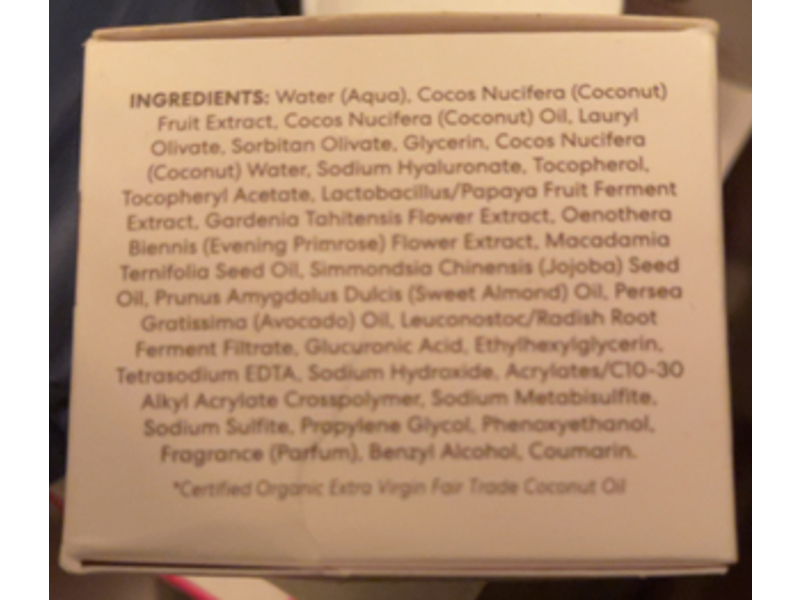 INGREDIENTS: Water (Aqua), Cocos Nucifera (Coconut)
Fruit Extract, Cocos Nucifera (Coconut) Oil, Lauryl
Olivate, Sorbitan Olivate, Glycerin, Cocos Nucifera
(Coconut) Water, Sodium Hyaluronate, Tocopherol,
Tocopheryl Acetate, Lactobacillus/Papaya Fruit Ferment
Extract, Gardenia Tahitensis Flower Extract, Oenothera
Biennis (Evening Primrose) Flower Extract, Macadamia
Ternifolia Seed Oil, Simmondsia Chinensis (Jojoba) Seed
Oil, Prunus Amygdalus Dulcis (Sweet Almond) Oil, Persea
Gratissima (Avocado) Oil, Leuconostoc/Radish Root
Ferment Filtrate, Glucuronic Acid, Ethylhexylglycerin,
Tetrasodium EDTA, Sodium Hydroxide, Acrylates/C10-30
Alkyl Acrylate Crosspolymer, Sodium Metabisulfite,
Sodium Sulfite, Propylene Glycol, Phenoxyethanol,
Fragrance (Parfum), Benzyl Alcohol, Coumarin.
*Certified Organic Extra Virgin Fair Trade Coconut Oil